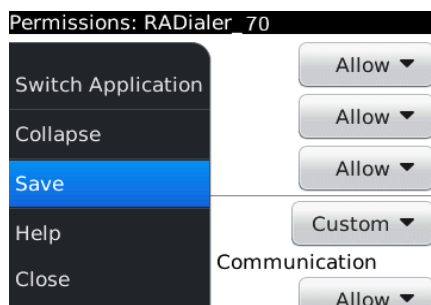 Permissions: RADialer_70
Allow
Switch Application
Allow
Collapse
Allow
Save
Custom
Help
Communication
Close
Allow